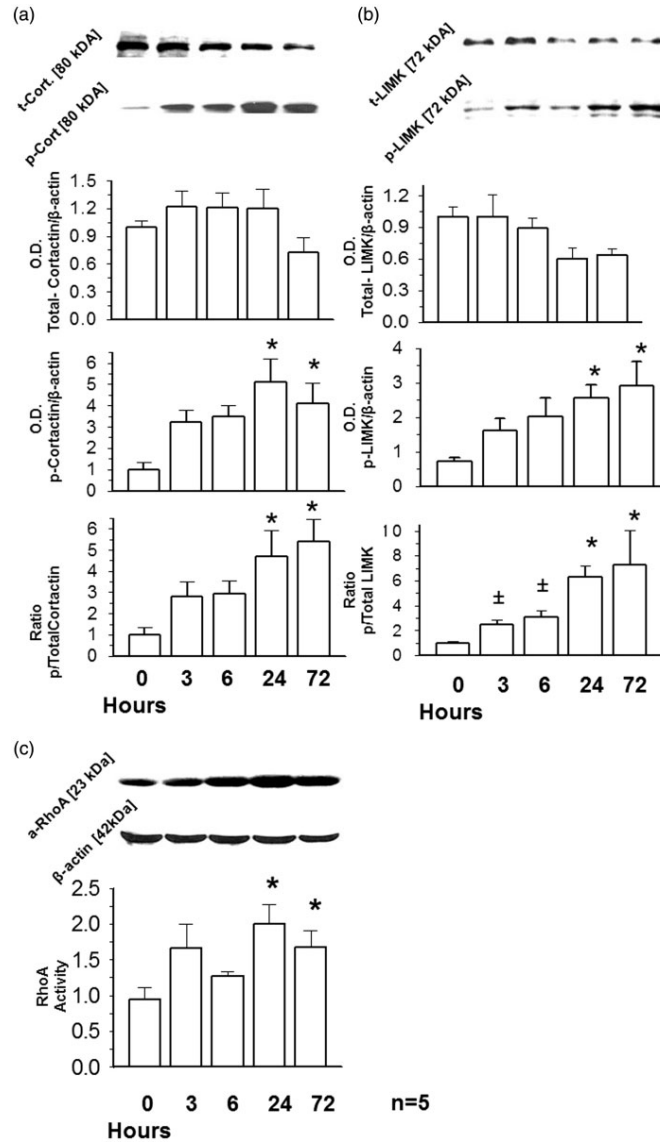 (a)
t-Cort. [80 kDA]
p-Cort [80 kDA]
O.D.
Total- Cortactin/β-actin
1.5
1.2
0.9
0.6
0.3
0.0
O.D.
p-Cortactin/β-actin
6
5
4
3
2
1
0
* *
Ratio
p/TotalCortactin
6
5
4
3
2
1
0
* *
0 3 6 24 72
Hours
(b)
t-LIMK [72 kDA]
p-LIMK [72 kDA]
O.D.
Total- LIMK/β-actin
1.2
0.9
0.6
0.3
0.0
O.D.
p-LIMK/β-actin
4
3
2
1
0
* *
Ratio
p/Total LIMK
10
8
6
4
2
0
± ± * *
0 3 6 24 72
Hours
(c)
a-RhoA [23 kDa]
β-actin [42kDa]
RhoA
Activity
2.5
2.0
1.5
1.0
0.5
0.0
* *
0 3 6 24 72
Hours
n=5